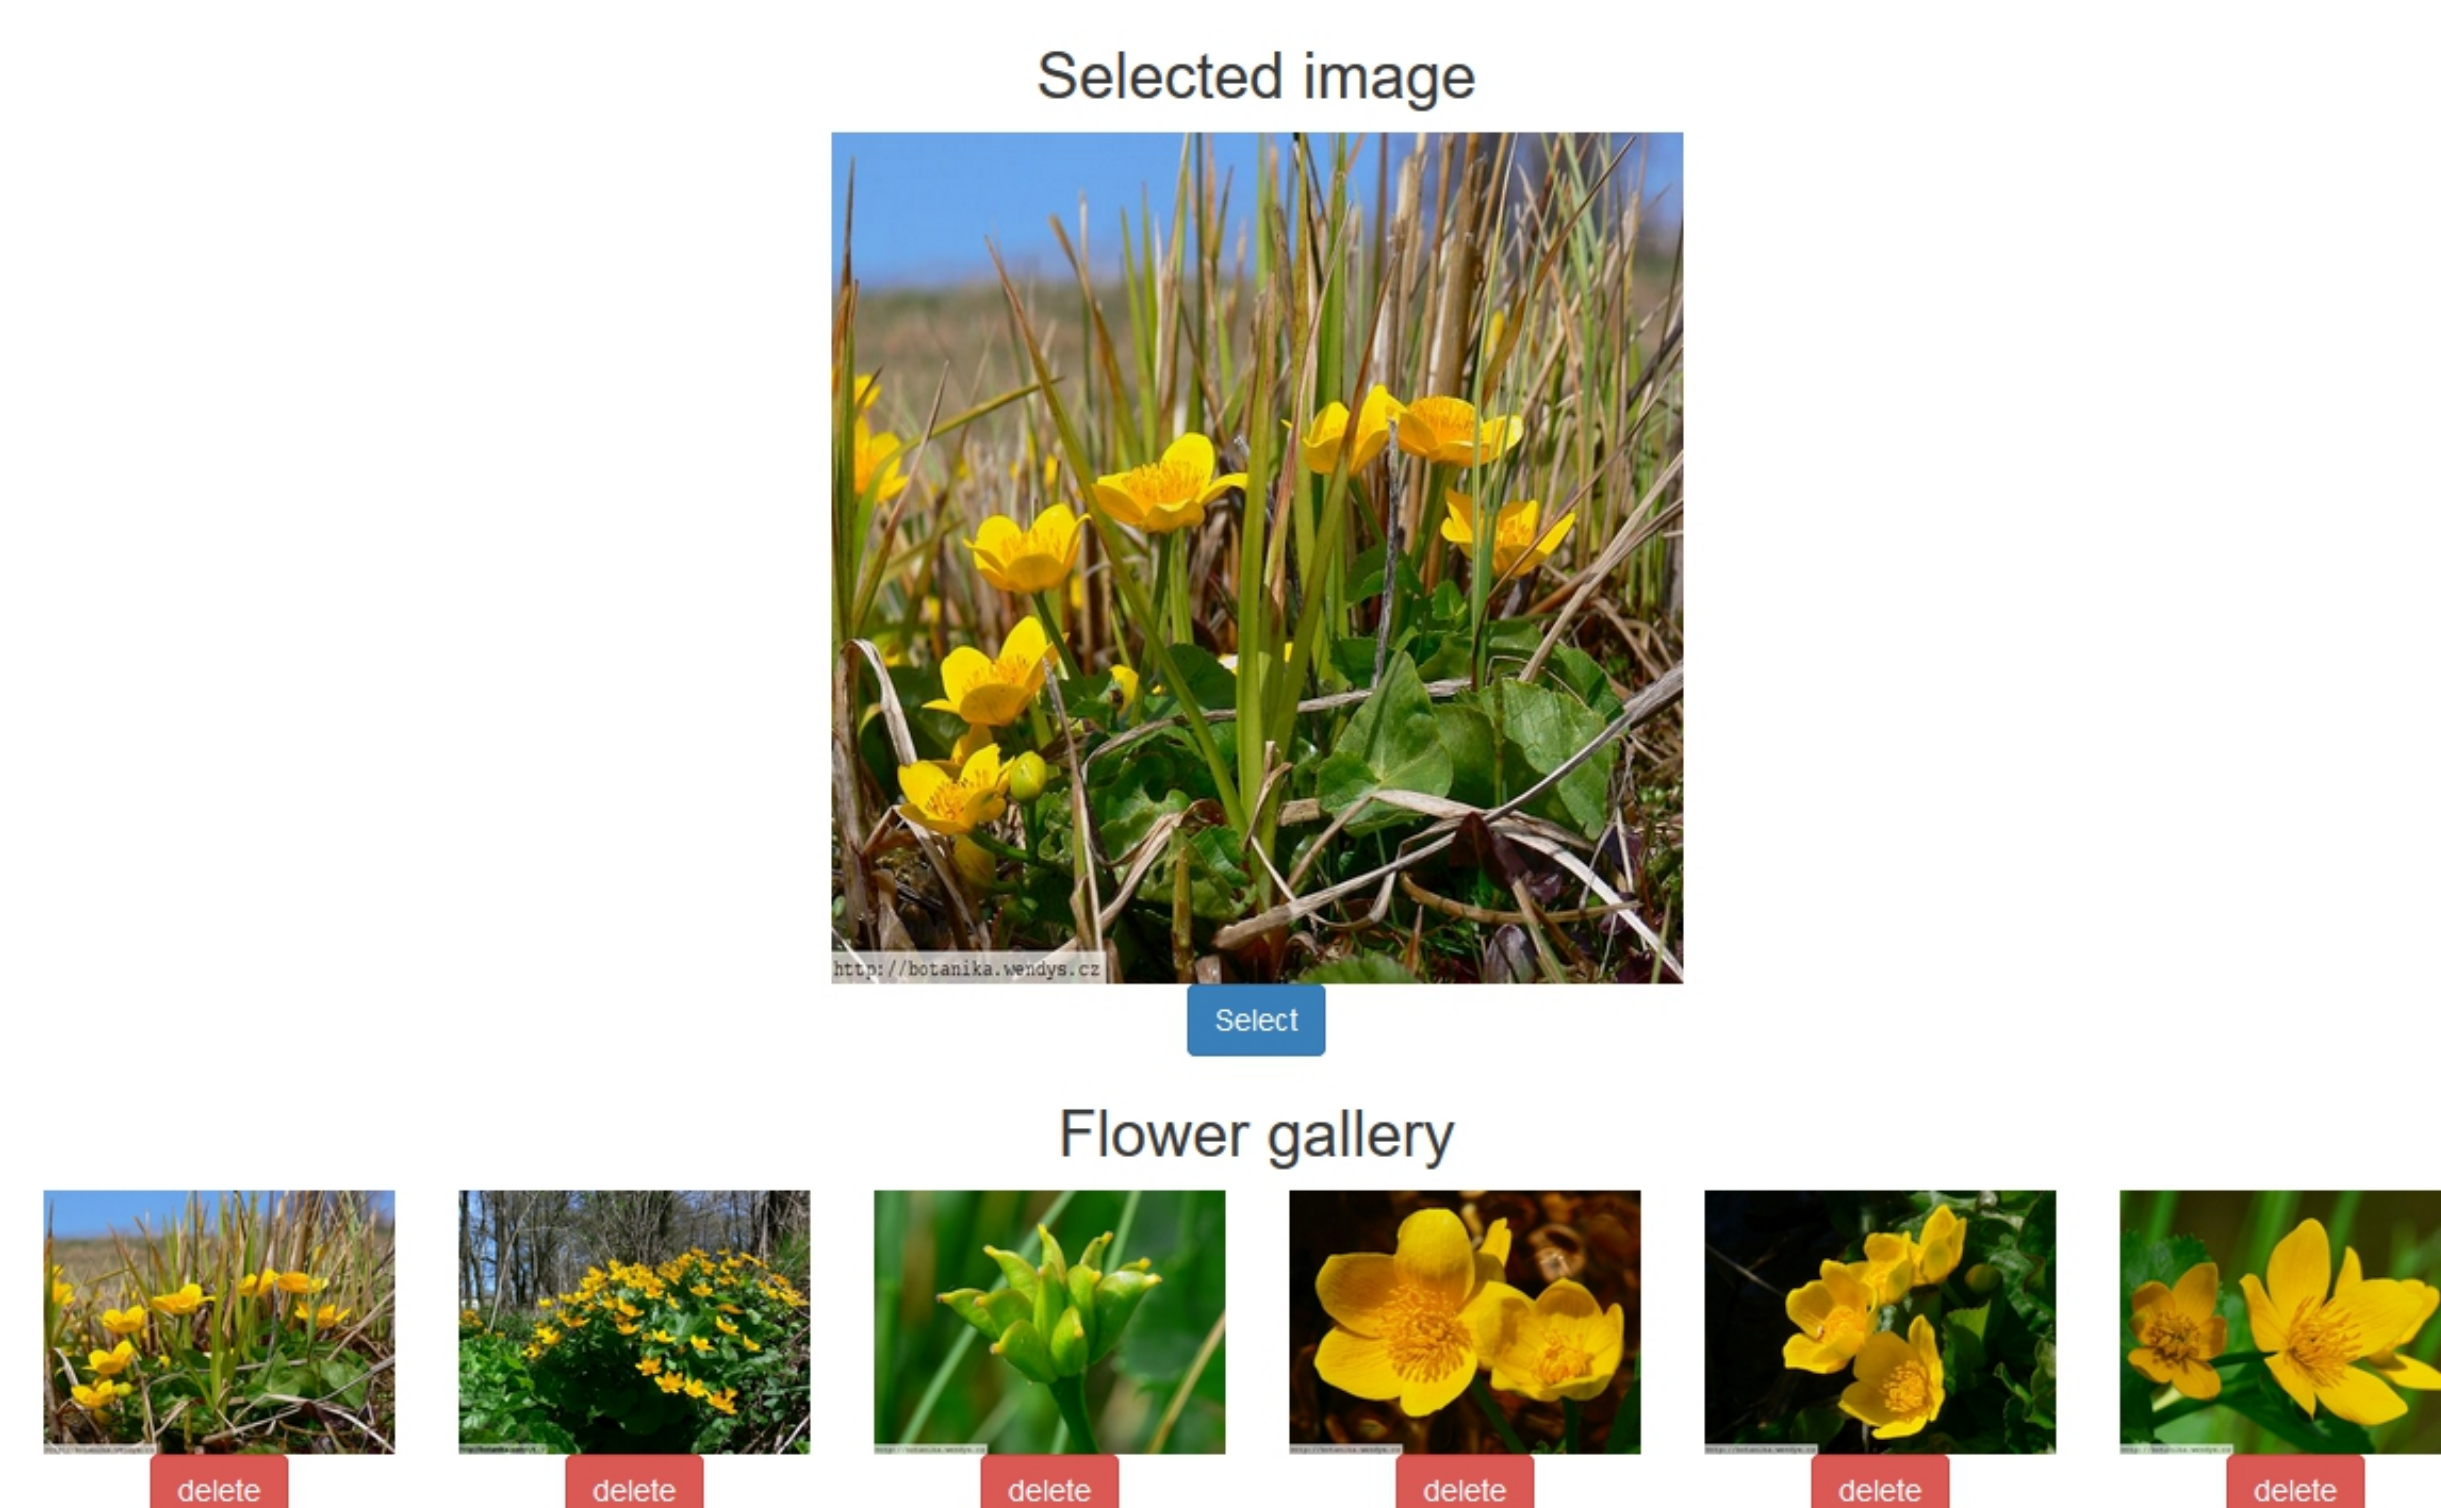 Selected image
http://botanika.wendys.cz
Select
Flower gallery
delete
delete
delete
delete
delete
delete